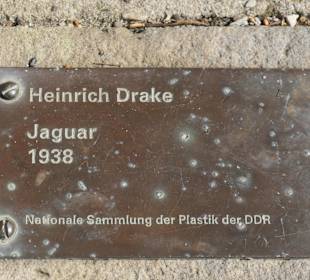 Heinrich Drake
Jaguar
1938
Nationale Sammlung der Plastik der DDR